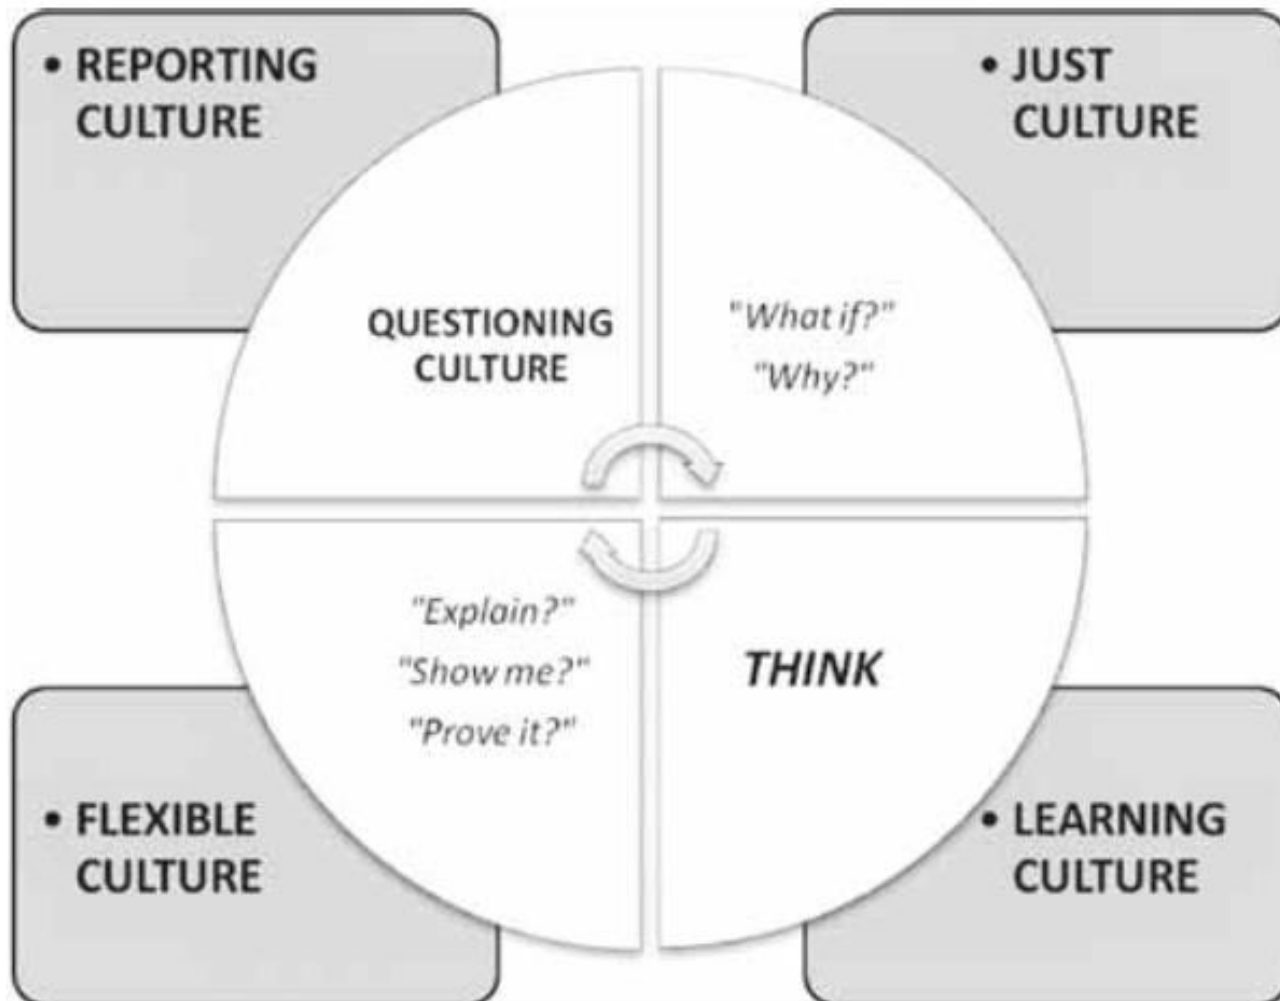 • REPORTING
CULTURE
• JUST
CULTURE
QUESTIONING
CULTURE
"What if?"
"Why?"
"Explain?"
"Show me?"
"Prove it?"
THINK
• FLEXIBLE
CULTURE
• LEARNING
CULTURE